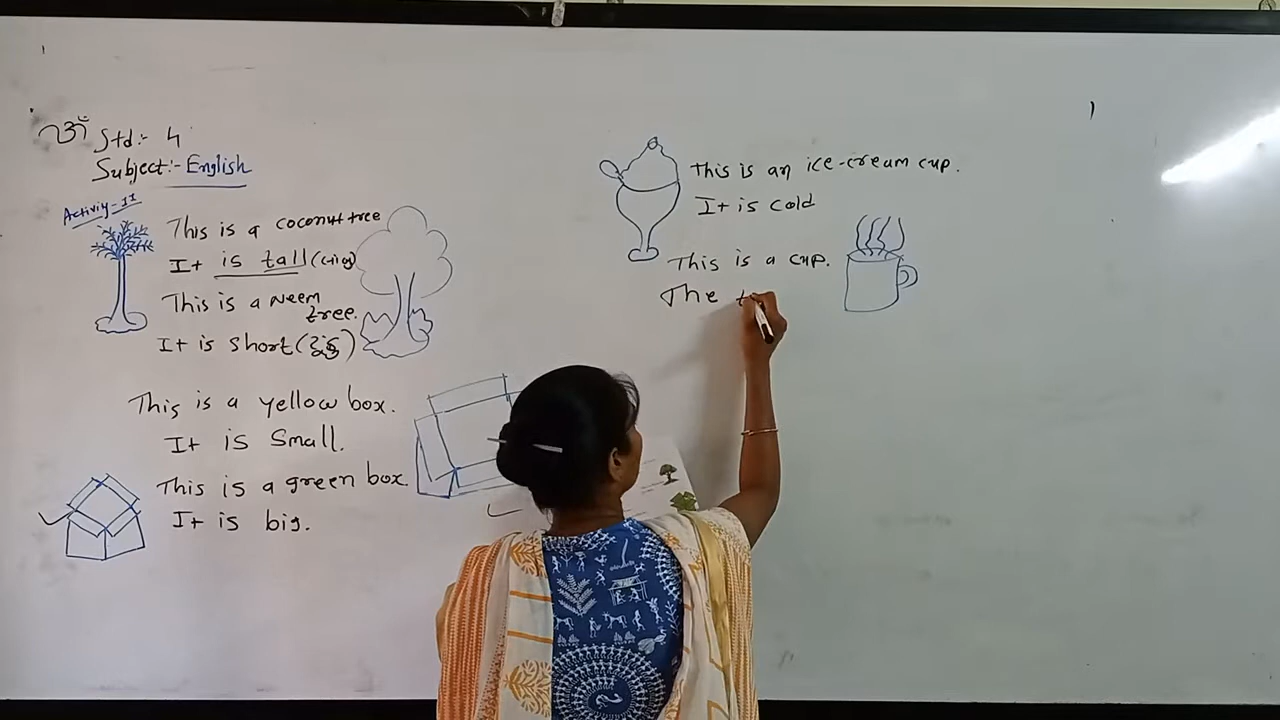 ૐ Std:- 4
Subject:- English
Activiy-11
This is a coconut tree
It is tall (લાંબુ)
This is a Neem
tree.
It is short (ટૂંકું)
This is a yellow box.
It is small.
This is a green box.
It is big.
This is an ice-cream cup.
It is cold
This is a cup.
The t